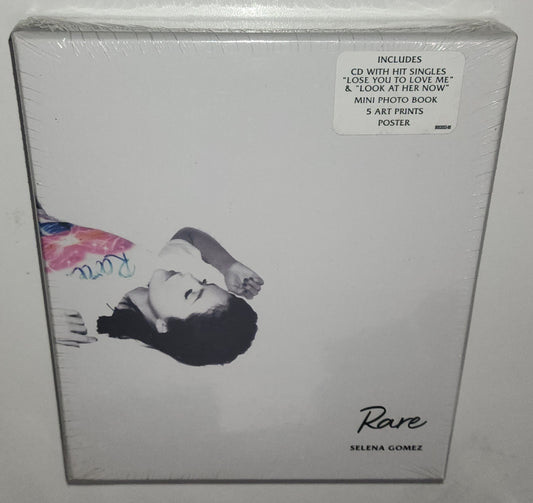 INCLUDES
CD WITH HIT SINGLES
"LOSE YOU TO LOVE ME"
& "LOOK AT HER NOW"
MINI PHOTO BOOK
5 ART PRINTS
POSTER
Rare
Rare
SELENA GOMEZ